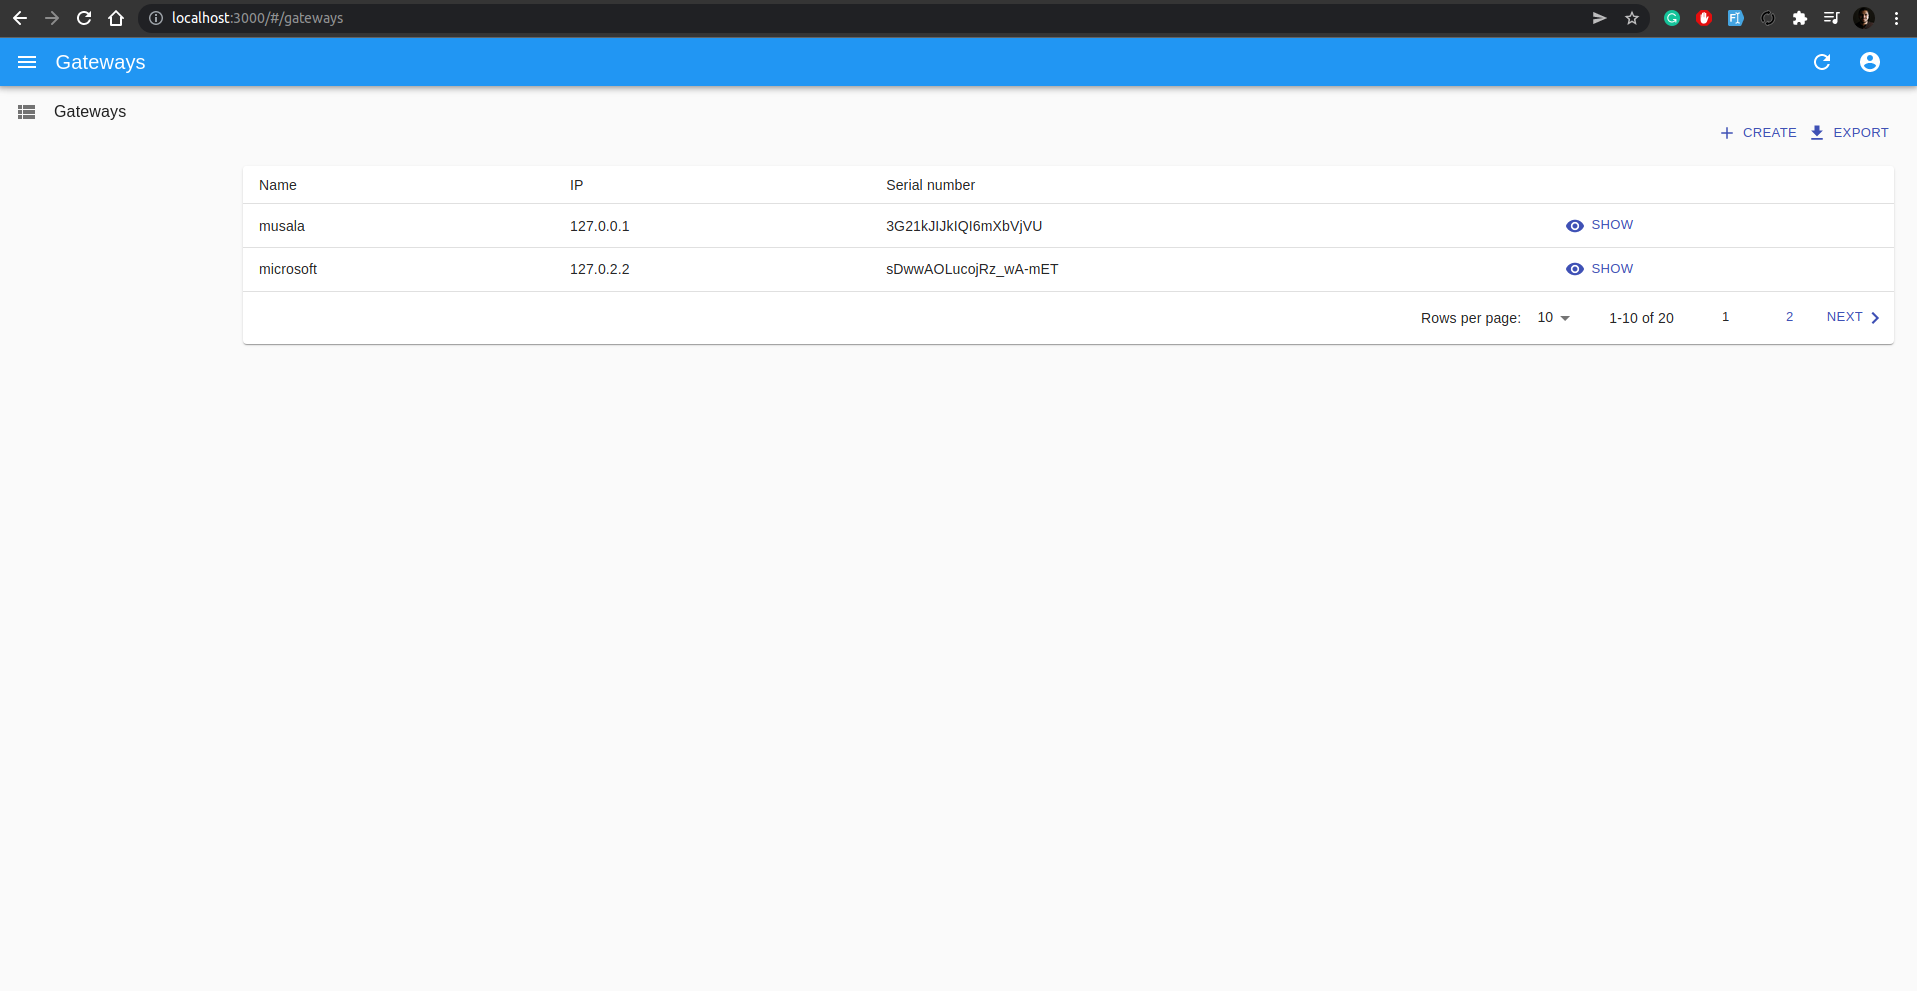 localhost:3000/#/gateways
Gateways
Gateways
CREATE EXPORT
Name IP Serial number
musala 127.0.0.1 3G21kJIJkIQI6mXbVjVU SHOW
microsoft 127.0.2.2 sDwwAOLucojRz_wA-mET SHOW
Rows per page: 10 1-10 of 20 1 2 NEXT